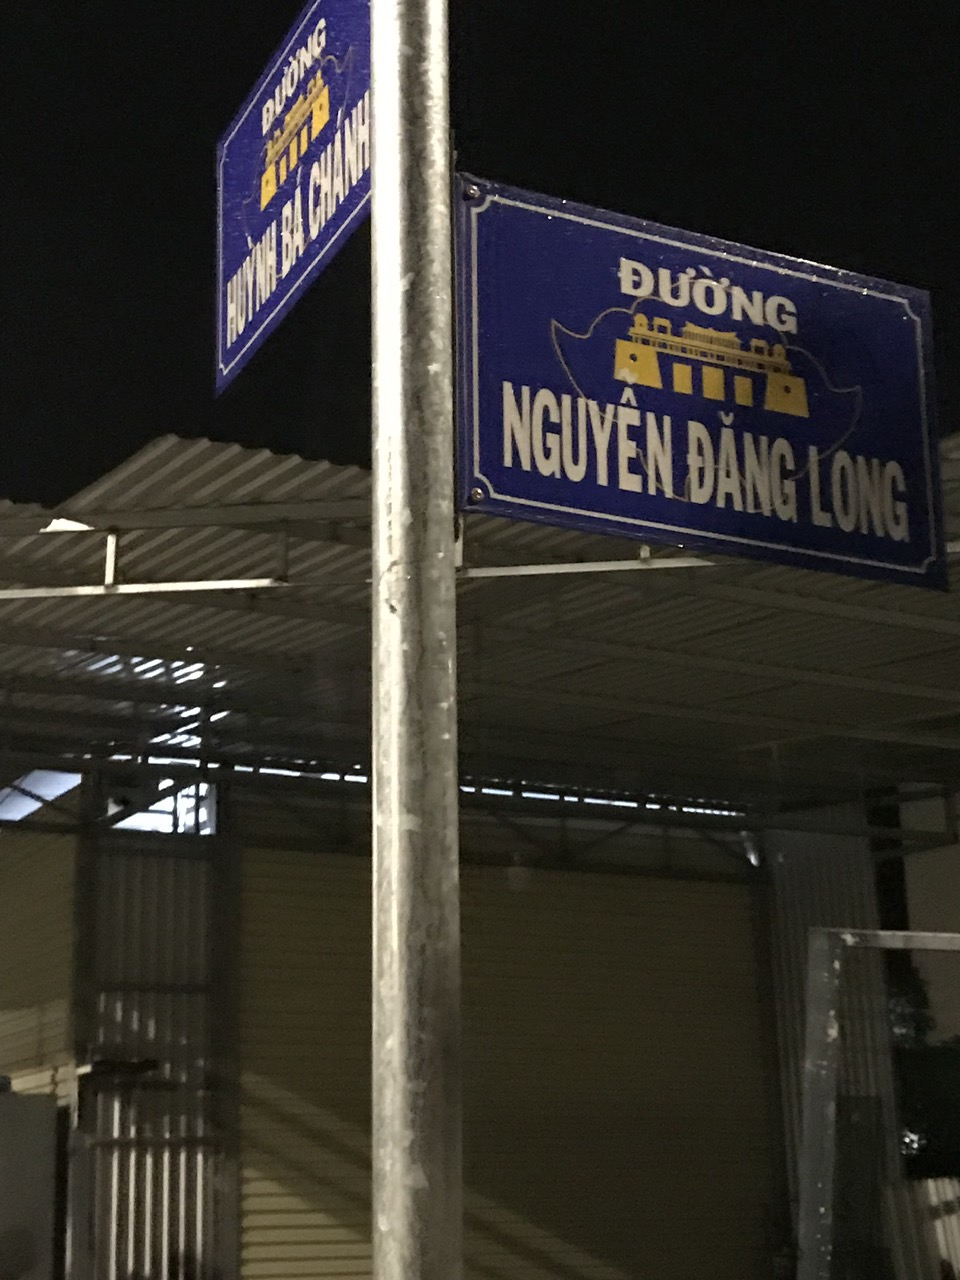 ĐƯỜNG
HUỲNH BÁ CHÁNH
ĐƯỜNG
NGUYỄN ĐĂNG LONG